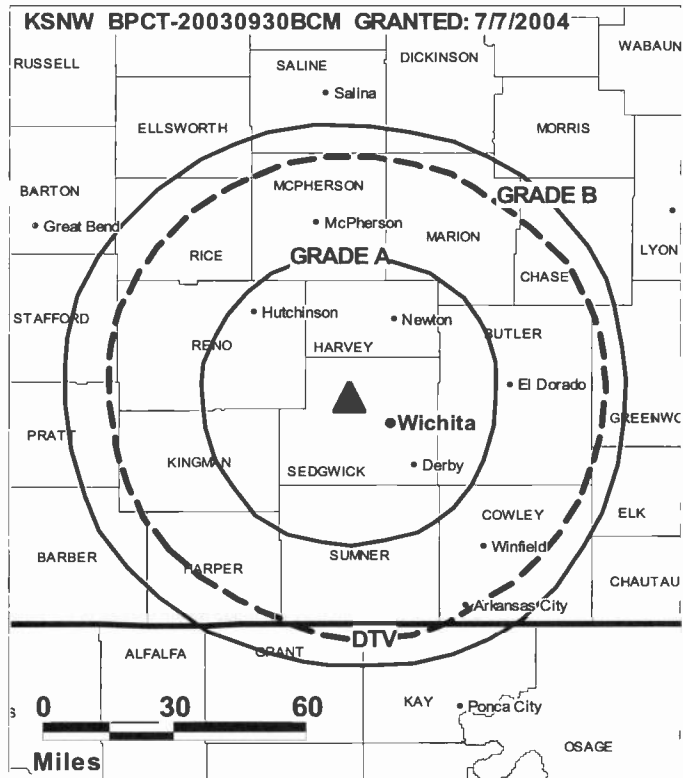 KSNW BPCT-20030930BCM GRANTED: 7/7/2004
WABAUN
RUSSELL
SALINE
DICKINSON
Salina
ELLSWORTH
MORRIS
BARTON
MCPHERSON
GRADE B
Great Bend
McPherson
MARION
LYON
RICE
GRADE A
CHASE
STAFFORD
Hutchinson
Newton
BUTLER
RENO
HARVEY
El Dorado
Wichita
GREENWO
PRATT
KINGMAN
SEDGWICK
Derby
COWLEY
ELK
BARBER
HARPER
SUMNER
Winfield
CHAUTAU
Arkansas City
DTV
ALFALFA
GRANT
KAY
Ponca City
S
0 30 60
Miles
OSAGE